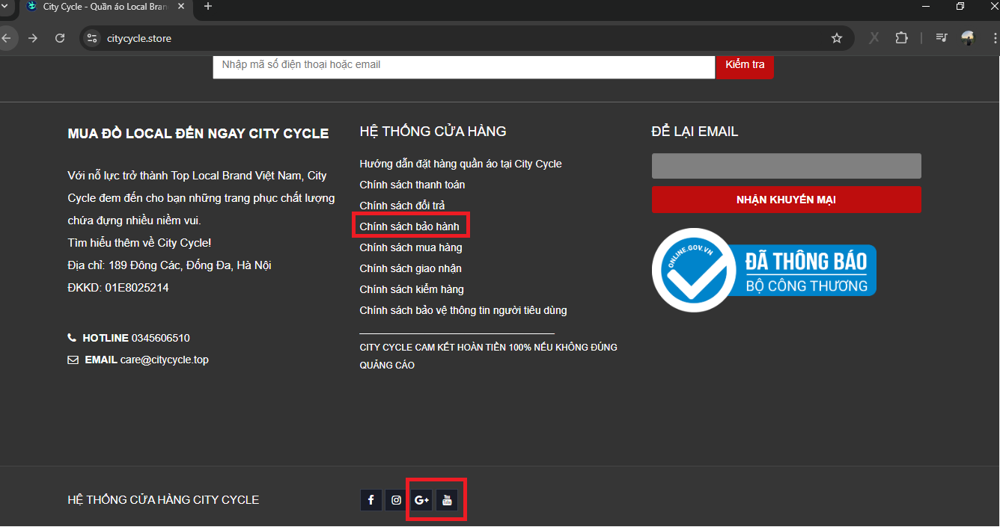 City Cycle - Quần áo Local Bran
citycycle.store
Nhập mã số điện thoại hoặc email
Kiểm tra
MUA ĐỒ LOCAL ĐẾN NGAY CITY CYCLE
Với nỗ lực trở thành Top Local Brand Việt Nam, City
Cycle đem đến cho bạn những trang phục chất lượng
chứa đựng nhiều niềm vui.
Tìm hiểu thêm về City Cycle!
Địa chỉ: 189 Đông Các, Đống Đa, Hà Nội
ĐKKD: 01E8025214
HOTLINE 0345606510
EMAIL care@citycycle.top
HỆ THỐNG CỬA HÀNG
Hướng dẫn đặt hàng quần áo tại City Cycle
Chính sách thanh toán
Chính sách đổi trả
Chính sách bảo hành
Chính sách mua hàng
Chính sách giao nhận
Chính sách kiểm hàng
Chính sách bảo vệ thông tin người tiêu dùng
CITY CYCLE CAM KẾT HOÀN TIỀN 100% NẾU KHÔNG ĐÚNG
QUẢNG CÁO
ĐỂ LẠI EMAIL
NHẬN KHUYẾN MẠI
ONLINE.GOV.VN
ĐÃ THÔNG BÁO
BỘ CÔNG THƯƠNG
HỆ THỐNG CỬA HÀNG CITY CYCLE
G+
You Tube